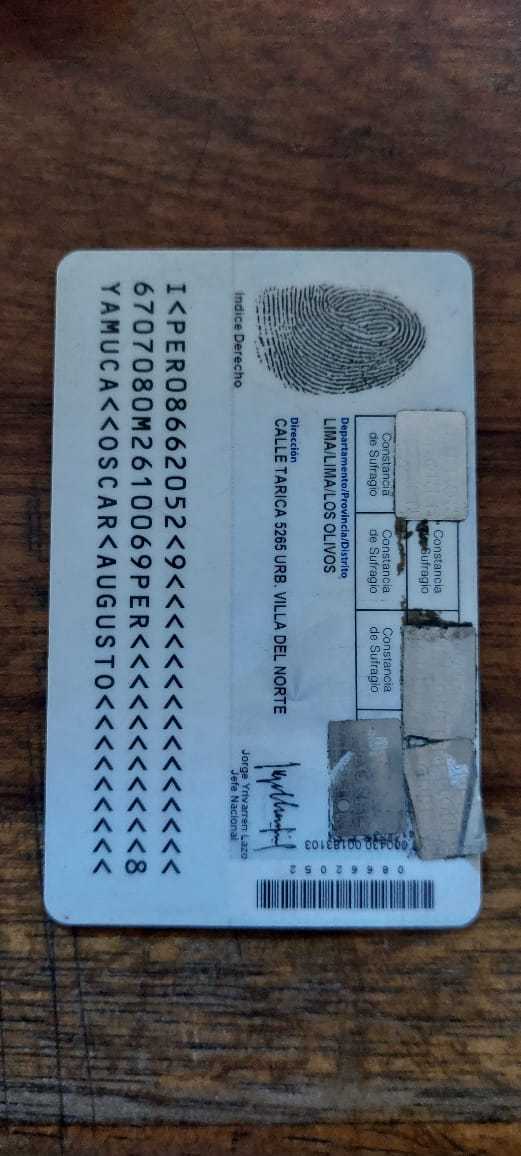 Constancia
de Sufragio
Constancia
de Sufragio
Constancia
de Sufragio
Constancia
Sufragio
Departamento/Provincia/Distrito
LIMA/LIMA/LOS OLIVOS
Dirección
CALLE TARICA 5265 URB. VILLA DEL NORTE
Indice Derecho
Jorge Yrivarren Lazo
Jefe Nacional
08662052
I<PER08662052<9<<<<<<<<<<<<<<<
6707080M2610069PER<<<<<<<<<<<8
YAMUCA<<OSCAR<AUGUSTO<<<<<<<<<